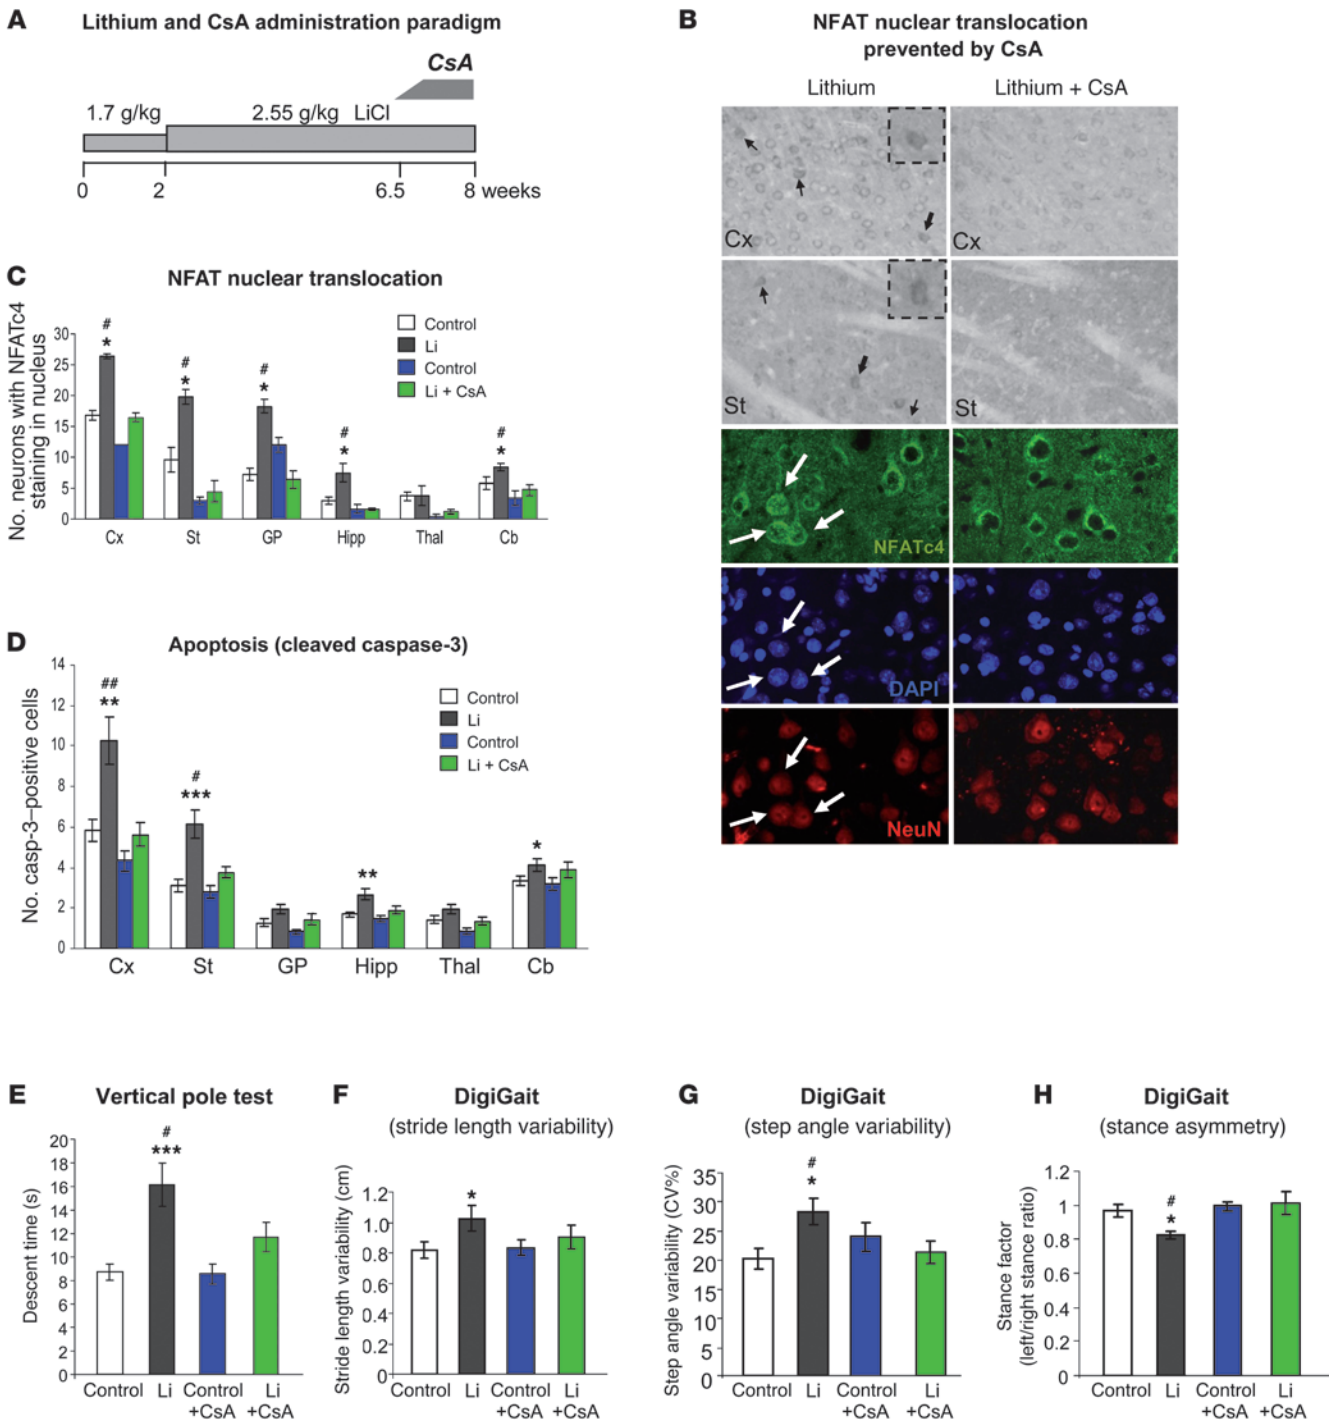 A Lithium and CsA administration paradigm
CsA
1.7 g/kg 2.55 g/kg LiCl
0 2 6.5 8 weeks
B NFAT nuclear translocation
prevented by CsA
Lithium Lithium + CsA
Cx Cx
St St
NFATc4
DAPI
NeuN
C NFAT nuclear translocation
No. neurons with NFATc4
staining in nucleus
30
25
20
15
10
5
0
Control
Li
Control
Li + CsA
#
*
#
*
#
*
#
*
#
*
Cx St GP Hipp Thal Cb
D Apoptosis (cleaved caspase-3)
No. casp-3–positive cells
14
12
10
8
6
4
2
0
Control
Li
Control
Li + CsA
##
**
#
***
**
*
Cx St GP Hipp Thal Cb
E Vertical pole test
Descent time (s)
20
18
16
14
12
10
8
6
4
2
0
#
***
Control Li Control Li
+CsA +CsA
F DigiGait
(stride length variability)
Stride length variability (cm)
1.2
1.0
0.8
0.6
0.4
0.2
0
*
Control Li Control Li
+CsA +CsA
G DigiGait
(step angle variability)
Step angle variability (CV%)
35
30
25
20
15
10
5
0
#
*
Control Li Control Li
+CsA +CsA
H DigiGait
(stance asymmetry)
Stance factor
(left/right stance ratio)
1.2
1
0.8
0.6
0.4
0.2
0
#
*
Control Li Control Li
+CsA +CsA